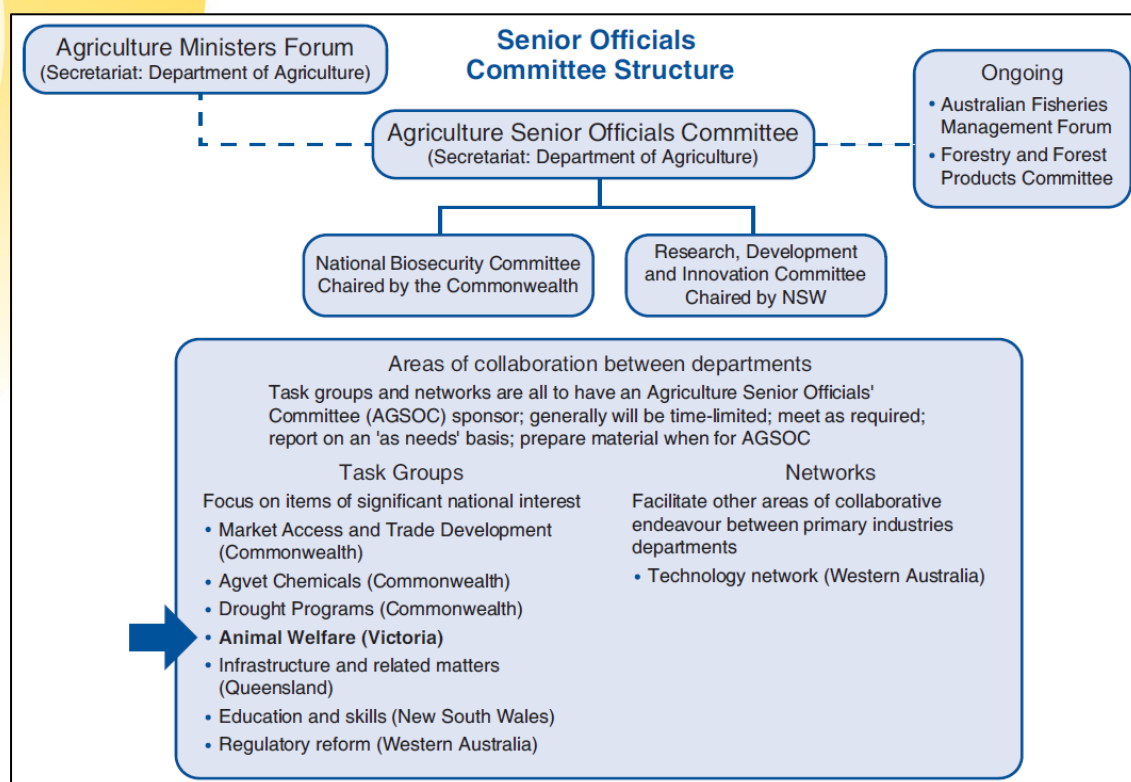 Senior Officials
Committee Structure
Agriculture Ministers Forum
(Secretariat: Department of Agriculture)
Agriculture Senior Officials Committee
(Secretariat: Department of Agriculture)
Ongoing
• Australian Fisheries
Management Forum
• Forestry and Forest
Products Committee
National Biosecurity Committee
Chaired by the Commonwealth
Research, Development
and Innovation Committee
Chaired by NSW
Areas of collaboration between departments
Task groups and networks are all to have an Agriculture Senior Officials'
Committee (AGSOC) sponsor; generally will be time-limited; meet as required;
report on an 'as needs' basis; prepare material when for AGSOC
Task Groups
Focus on items of significant national interest
• Market Access and Trade Development
(Commonwealth)
• Agvet Chemicals (Commonwealth)
• Drought Programs (Commonwealth)
• Animal Welfare (Victoria)
• Infrastructure and related matters
(Queensland)
• Education and skills (New South Wales)
• Regulatory reform (Western Australia)
Networks
Facilitate other areas of collaborative
endeavour between primary industries
departments
• Technology network (Western Australia)